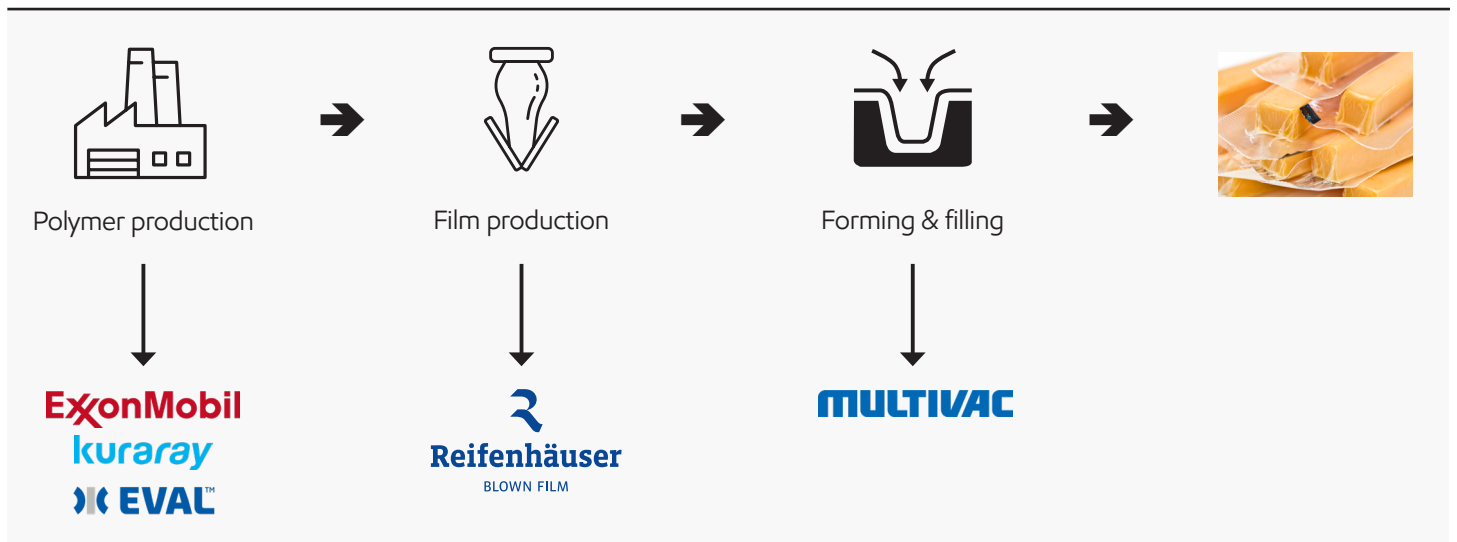 Polymer production
Film production
Forming & filling
ExxonMobil
kuraray
EVAL™
Reifenhäuser
BLOWN FILM
MULTIVAC